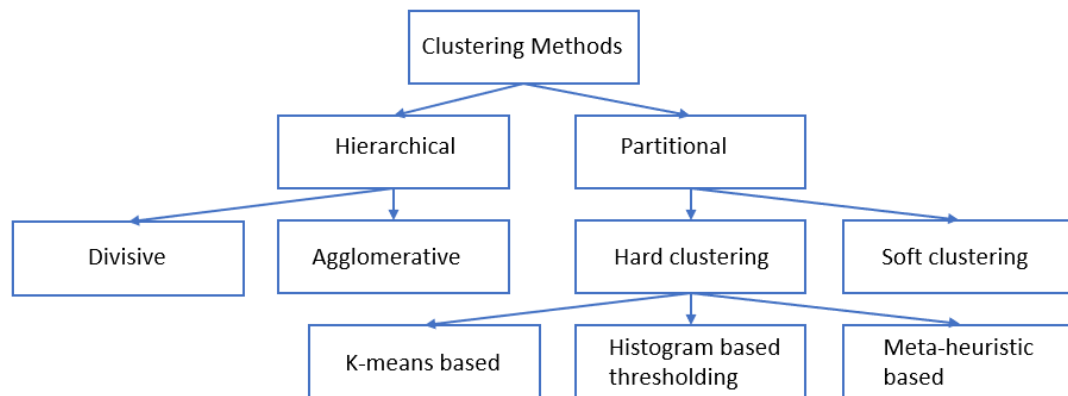 Clustering Methods
Hierarchical
Partitional
Divisive
Agglomerative
Hard clustering
Soft clustering
K-means based
Histogram based
thresholding
Meta-heuristic
based